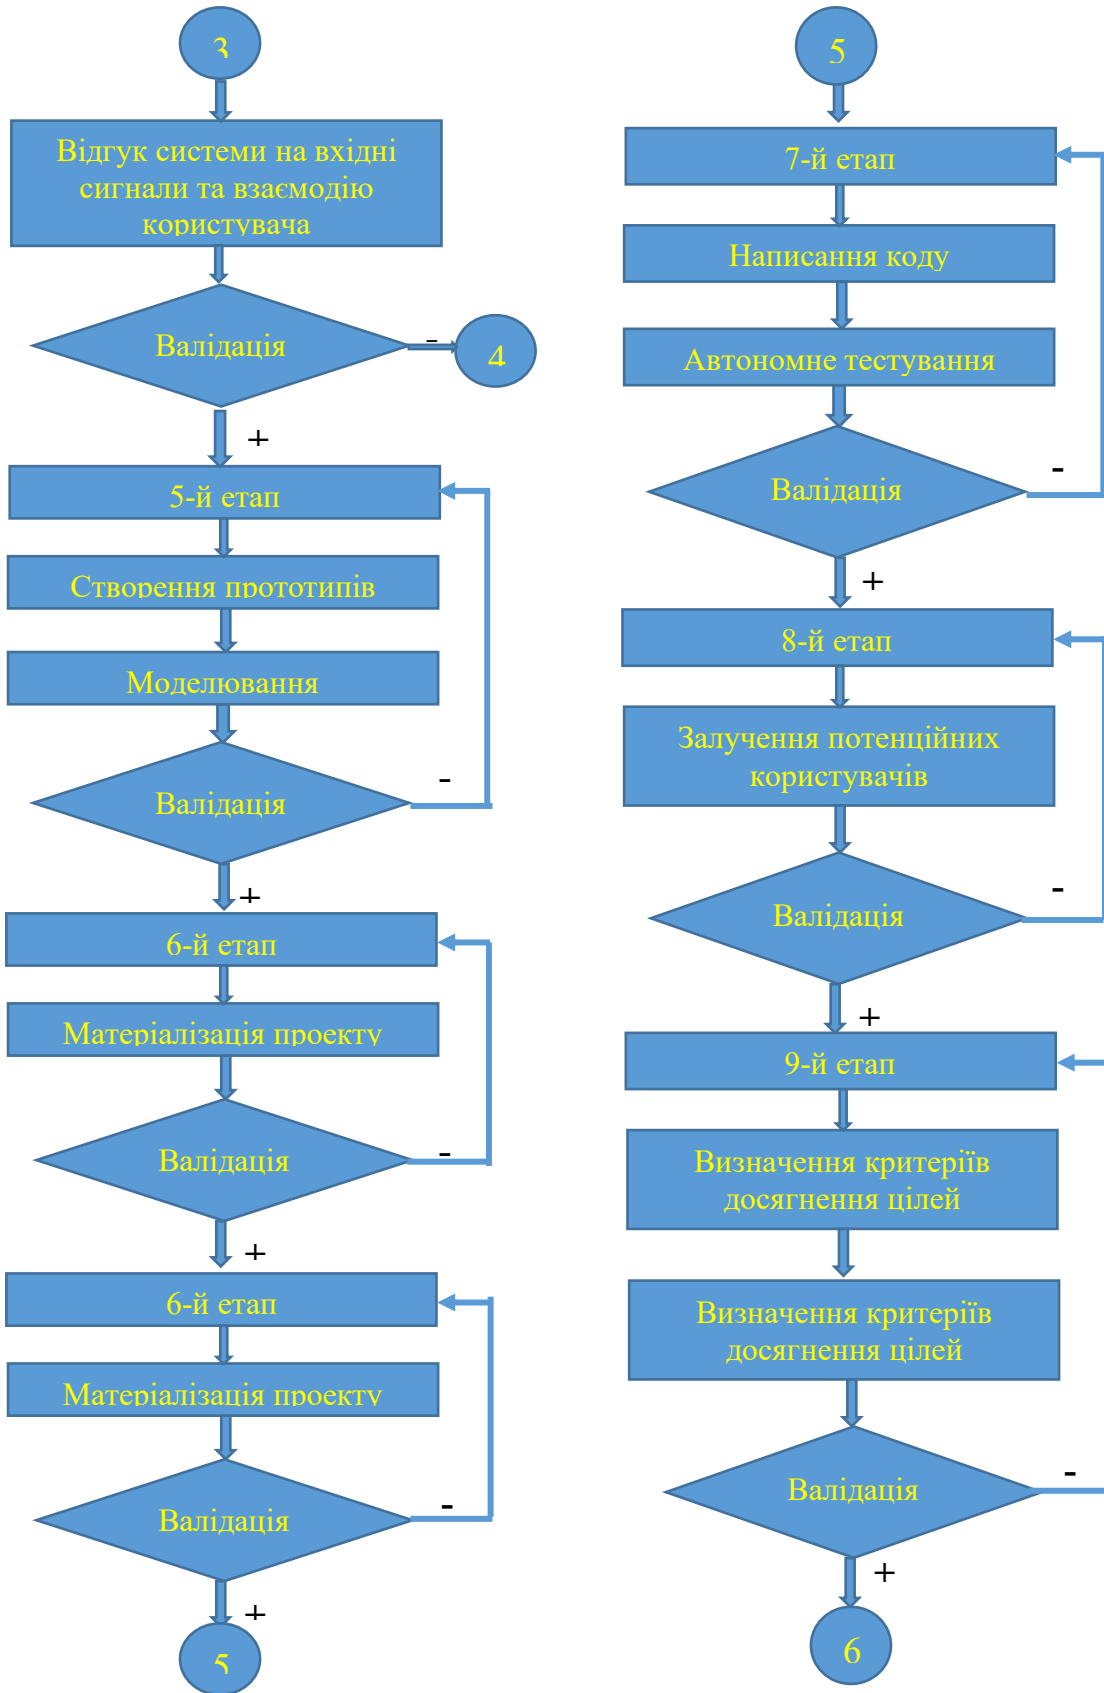 3
Відгук системи на вхідні
сигнали та взаємодію
користувача
Валідація
-
4
+
5-й етап
Створення прототипів
Моделювання
Валідація
-
+
6-й етап
Матеріалізація проекту
Валідація
-
+
6-й етап
Матеріалізація проекту
Валідація
-
+
5
5
7-й етап
Написання коду
Автономне тестування
Валідація
-
+
8-й етап
Залучення потенційних
користувачів
Валідація
-
+
9-й етап
Визначення критеріїв
досягнення цілей
Визначення критеріїв
досягнення цілей
Валідація
-
+
6